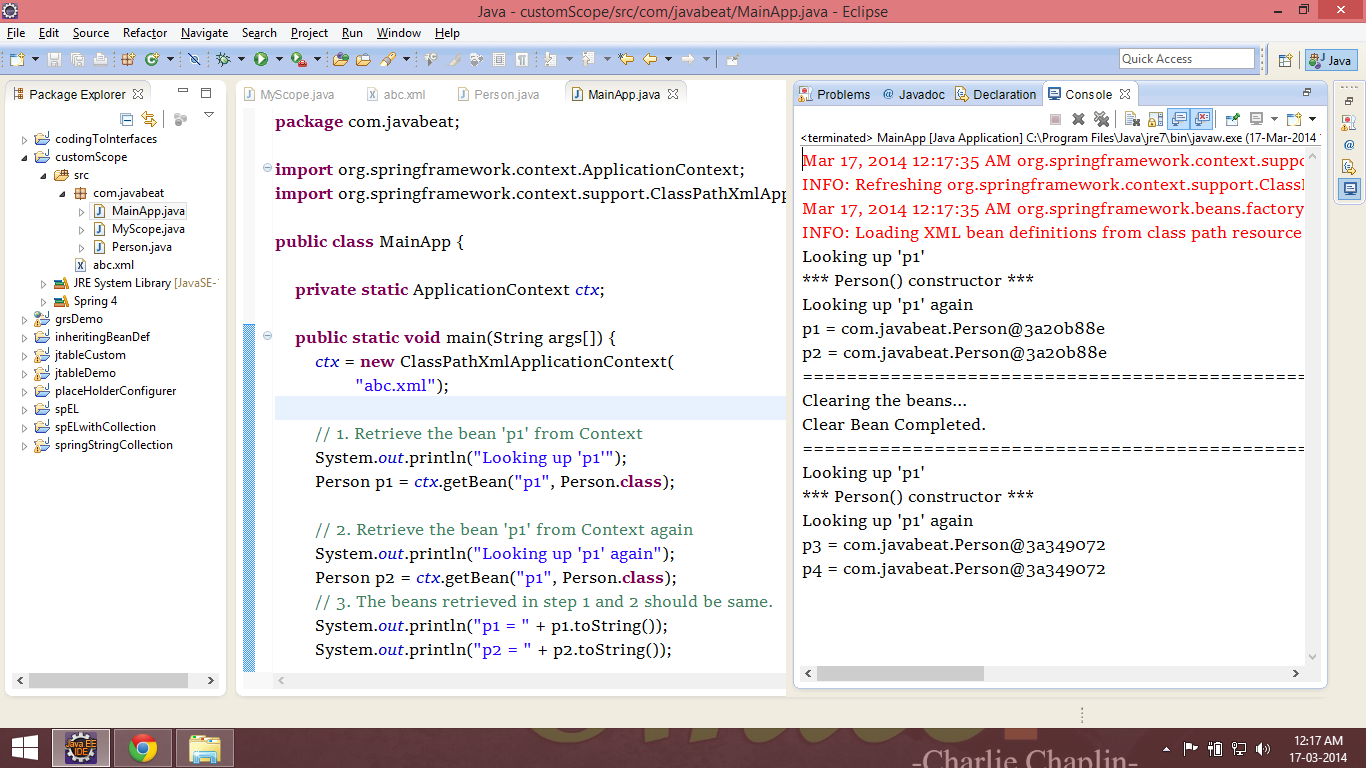 Java - customScope/src/com/javabeat/MainApp.java - Eclipse
File Edit Source Refactor Navigate Search Project Run Window Help
Quick Access
Java
Package Explorer
codingToInterfaces
customScope
src
com.javabeat
MainApp.java
MyScope.java
Person.java
abc.xml
JRE System Library [JavaSE-
Spring 4
grsDemo
inheritingBeanDef
jtableCustom
jtableDemo
placeHolderConfigurer
spEL
spELwithCollection
springStringCollection
MyScope.java abc.xml Person.java MainApp.java
package com.javabeat;
import org.springframework.context.ApplicationContext;
import org.springframework.context.support.ClassPathXmlApp
public class MainApp {
private static ApplicationContext ctx;
public static void main(String args[]) {
ctx = new ClassPathXmlApplicationContext(
"abc.xml");
// 1. Retrieve the bean 'p1' from Context
System.out.println("Looking up 'p1'");
Person p1 = ctx.getBean("p1", Person.class);
// 2. Retrieve the bean 'p1' from Context again
System.out.println("Looking up 'p1' again");
Person p2 = ctx.getBean("p1", Person.class);
// 3. The beans retrieved in step 1 and 2 should be same.
System.out.println("p1 = " + p1.toString());
System.out.println("p2 = " + p2.toString());
Problems @ Javadoc Declaration Console
<terminated> MainApp [Java Application] C:\Program Files\Java\jre7\bin\javaw.exe (17-Mar-2014
Mar 17, 2014 12:17:35 AM org.springframework.context.suppo
INFO: Refreshing org.springframework.context.support.Class
Mar 17, 2014 12:17:35 AM org.springframework.beans.factory
INFO: Loading XML bean definitions from class path resource
Looking up 'p1'
*** Person() constructor ***
Looking up 'p1' again
p1 = com.javabeat.Person@3a20b88e
p2 = com.javabeat.Person@3a20b88e
==============================================
Clearing the beans...
Clear Bean Completed.
==============================================
Looking up 'p1'
*** Person() constructor ***
Looking up 'p1' again
p3 = com.javabeat.Person@3a349072
p4 = com.javabeat.Person@3a349072
Java EE
IDE
-Charlie Chaplin-
12:17 AM
17-03-2014